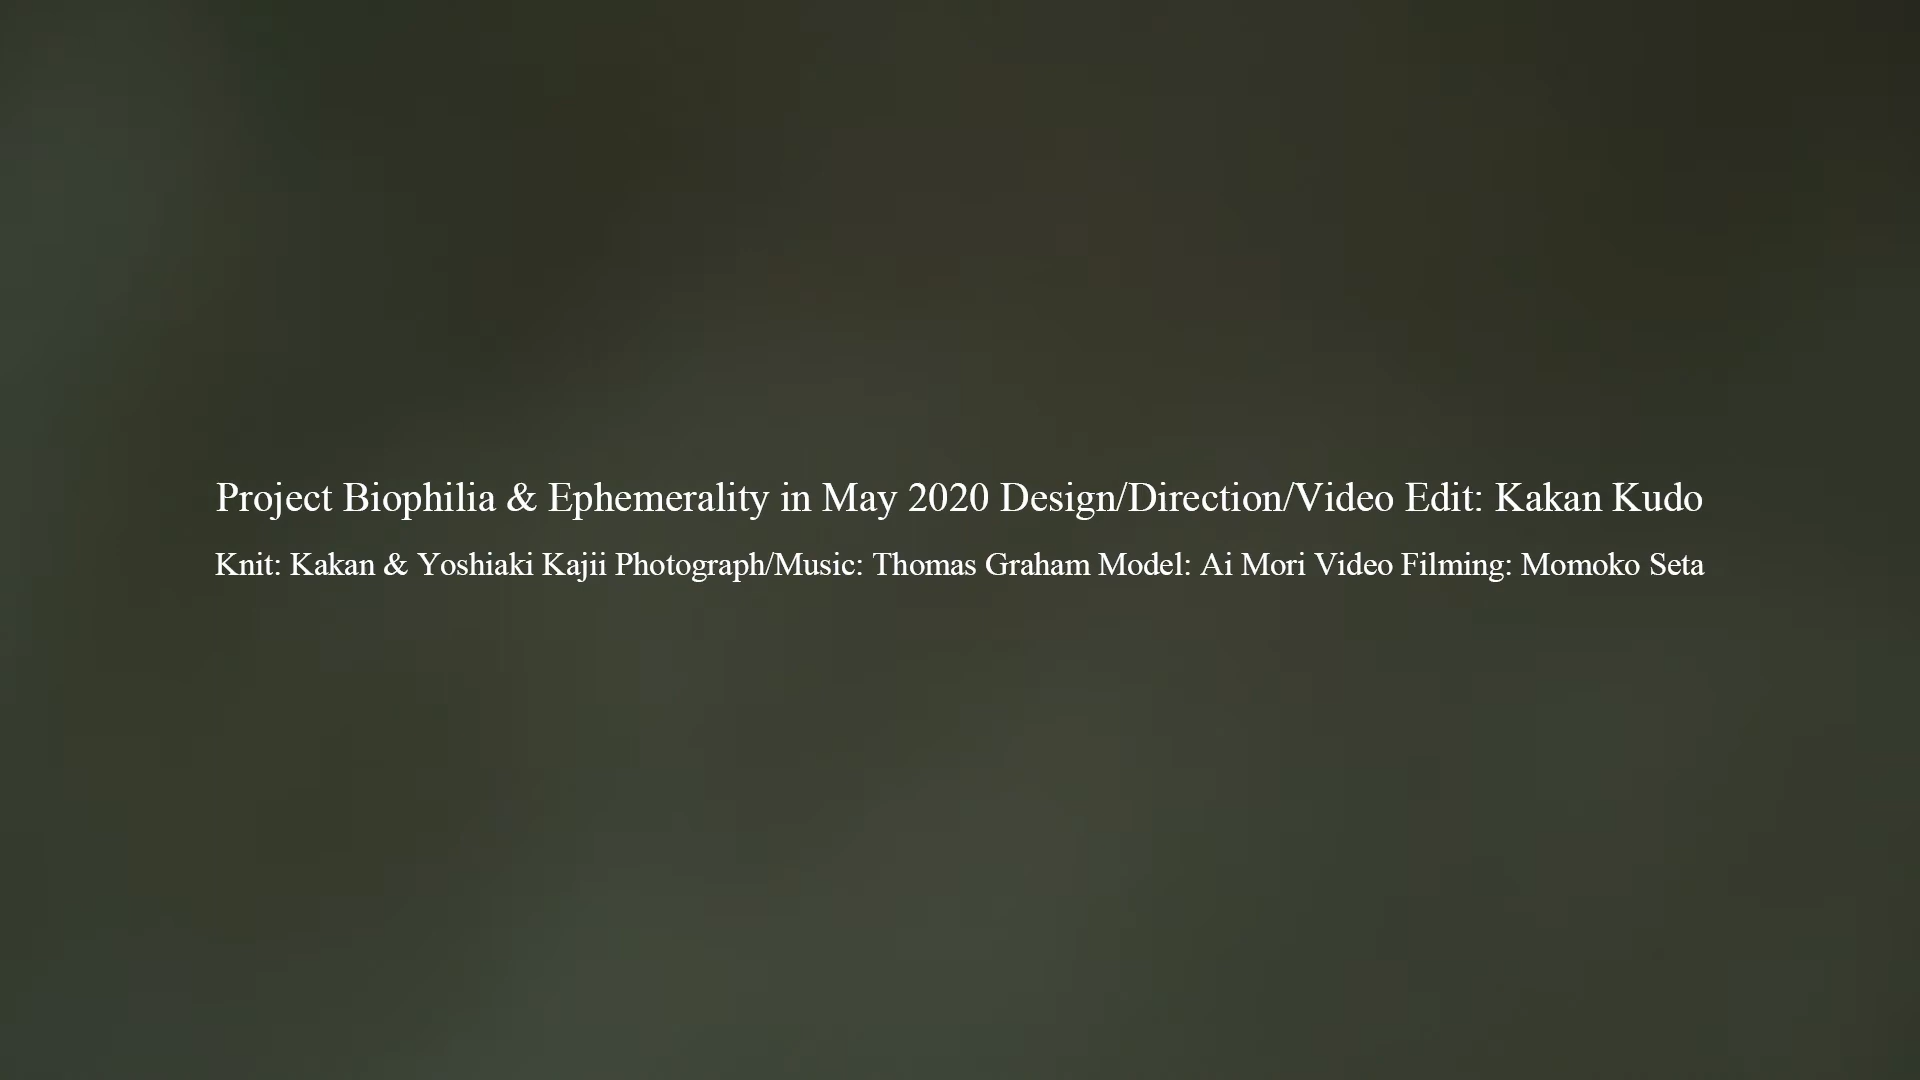 Project Biophilia & Ephemerality in May 2020 Design/Direction/Video Edit: Kakan Kudo
Knit: Kakan & Yoshiaki Kajii Photograph/Music: Thomas Graham Model: Ai Mori Video Filming: Momoko Seta